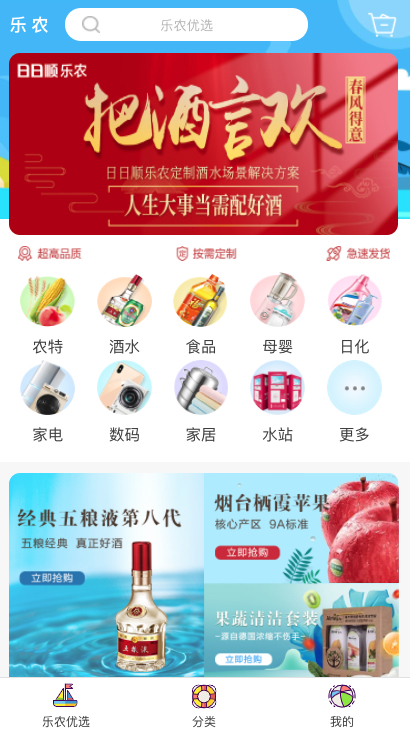 乐农
乐农优选
日日顺乐农
把酒言欢
春风得意
日日顺乐农定制酒水场景解决方案
人生大事当需配好酒
超高品质
按需定制
急速发货
农特
酒水
食品
母婴
日化
家电
数码
家居
水站
更多
经典五粮液第八代
五粮经典 真正好酒
立即抢购
五粮液
烟台栖霞苹果
核心产区 9A标准
立即抢购
果蔬清洁套装
~源自德国浓缩不伤手~
立即抢购
乐农优选
分类
我的